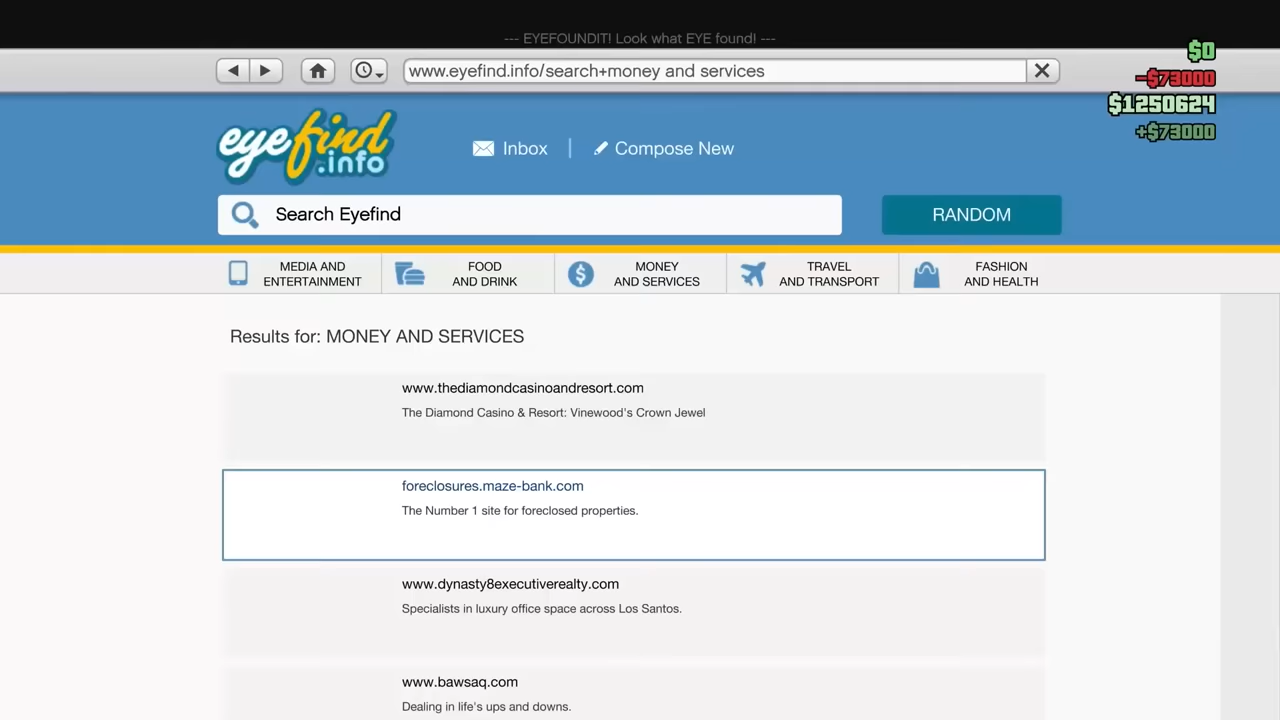 --- EYEFOUNDIT! Look what EYE found! ---
$0
-$73000
$1250624
+$73000
www.eyefind.info/search+money and services
eyefind
.info
Inbox
Compose New
Search Eyefind
RANDOM
MEDIA AND
ENTERTAINMENT
FOOD
AND DRINK
MONEY
AND SERVICES
TRAVEL
AND TRANSPORT
FASHION
AND HEALTH
Results for: MONEY AND SERVICES
www.thediamondcasinoandresort.com
The Diamond Casino & Resort: Vinewood's Crown Jewel
foreclosures.maze-bank.com
The Number 1 site for foreclosed properties.
www.dynasty8executiverealty.com
Specialists in luxury office space across Los Santos.
www.bawsaq.com
Dealing in life's ups and downs.